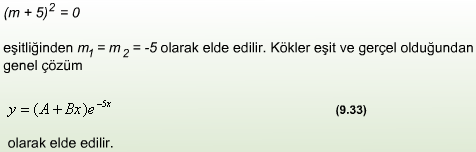 (m + 5)² = 0
eşitliğinden m₁ = m ₂ = -5 olarak elde edilir. Kökler eşit ve gerçel olduğundan
genel çözüm
y = (A + Bx)e⁻⁵ˣ (9.33)
olarak elde edilir.